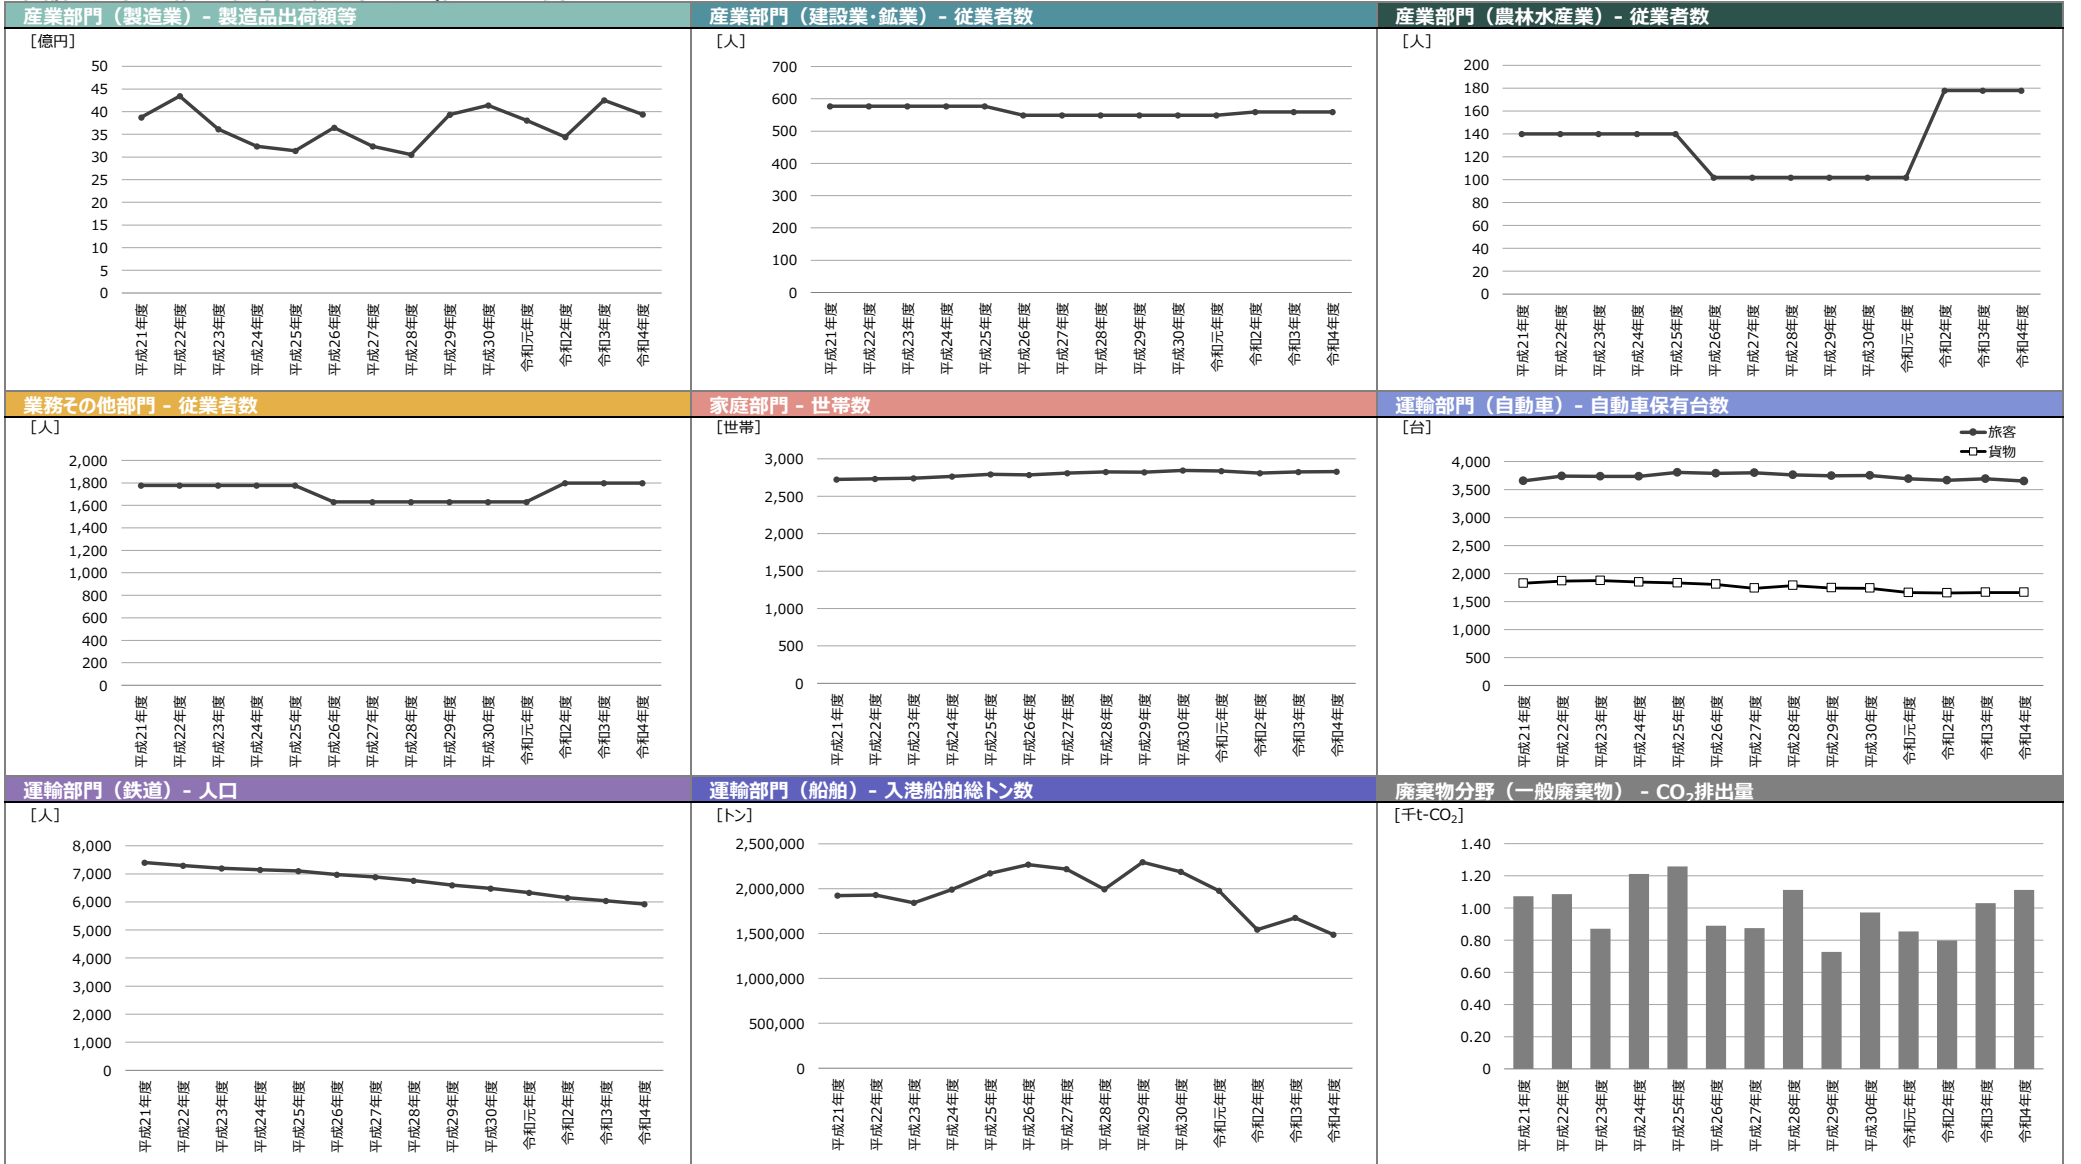 産業部門（製造業）- 製造品出荷額等
[億円]
50
45
40
35
30
25
20
15
10
5
0
平成21年度
平成22年度
平成23年度
平成24年度
平成25年度
平成26年度
平成27年度
平成28年度
平成29年度
平成30年度
令和元年度
令和2年度
令和3年度
令和4年度
産業部門（建設業・鉱業）- 従業者数
[人]
700
600
500
400
300
200
100
0
平成21年度
平成22年度
平成23年度
平成24年度
平成25年度
平成26年度
平成27年度
平成28年度
平成29年度
平成30年度
令和元年度
令和2年度
令和3年度
令和4年度
産業部門（農林水産業）- 従業者数
[人]
200
180
160
140
120
100
80
60
40
20
0
平成21年度
平成22年度
平成23年度
平成24年度
平成25年度
平成26年度
平成27年度
平成28年度
平成29年度
平成30年度
令和元年度
令和2年度
令和3年度
令和4年度
業務その他部門 - 従業者数
[人]
2,000
1,800
1,600
1,400
1,200
1,000
800
600
400
200
0
平成21年度
平成22年度
平成23年度
平成24年度
平成25年度
平成26年度
平成27年度
平成28年度
平成29年度
平成30年度
令和元年度
令和2年度
令和3年度
令和4年度
家庭部門 - 世帯数
[世帯]
3,000
2,500
2,000
1,500
1,000
500
0
平成21年度
平成22年度
平成23年度
平成24年度
平成25年度
平成26年度
平成27年度
平成28年度
平成29年度
平成30年度
令和元年度
令和2年度
令和3年度
令和4年度
運輸部門（自動車）- 自動車保有台数
[台]
旅客
貨物
4,000
3,500
3,000
2,500
2,000
1,500
1,000
500
0
平成21年度
平成22年度
平成23年度
平成24年度
平成25年度
平成26年度
平成27年度
平成28年度
平成29年度
平成30年度
令和元年度
令和2年度
令和3年度
令和4年度
運輸部門（鉄道）- 人口
[人]
8,000
7,000
6,000
5,000
4,000
3,000
2,000
1,000
0
平成21年度
平成22年度
平成23年度
平成24年度
平成25年度
平成26年度
平成27年度
平成28年度
平成29年度
平成30年度
令和元年度
令和2年度
令和3年度
令和4年度
運輸部門（船舶）- 入港船舶総トン数
[トン]
2,500,000
2,000,000
1,500,000
1,000,000
500,000
0
平成21年度
平成22年度
平成23年度
平成24年度
平成25年度
平成26年度
平成27年度
平成28年度
平成29年度
平成30年度
令和元年度
令和2年度
令和3年度
令和4年度
廃棄物分野（一般廃棄物） - CO₂排出量
[千t-CO₂]
1.40
1.20
1.00
0.80
0.60
0.40
0.20
0
平成21年度
平成22年度
平成23年度
平成24年度
平成25年度
平成26年度
平成27年度
平成28年度
平成29年度
平成30年度
令和元年度
令和2年度
令和3年度
令和4年度